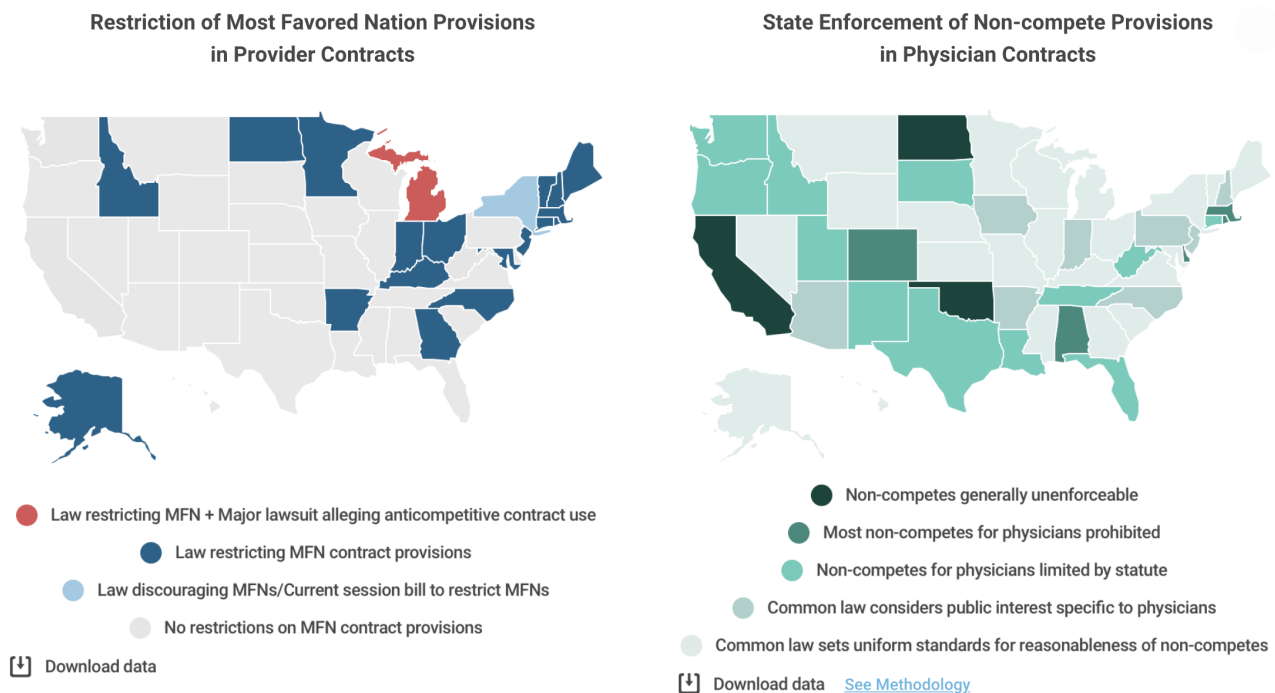 Restriction of Most Favored Nation Provisions
in Provider Contracts
Law restricting MFN + Major lawsuit alleging anticompetitive contract use
Law restricting MFN contract provisions
Law discouraging MFNs/Current session bill to restrict MFNs
No restrictions on MFN contract provisions
Download data
State Enforcement of Non-compete Provisions
in Physician Contracts
Non-competes generally unenforceable
Most non-competes for physicians prohibited
Non-competes for physicians limited by statute
Common law considers public interest specific to physicians
Common law sets uniform standards for reasonableness of non-competes
Download data See Methodology